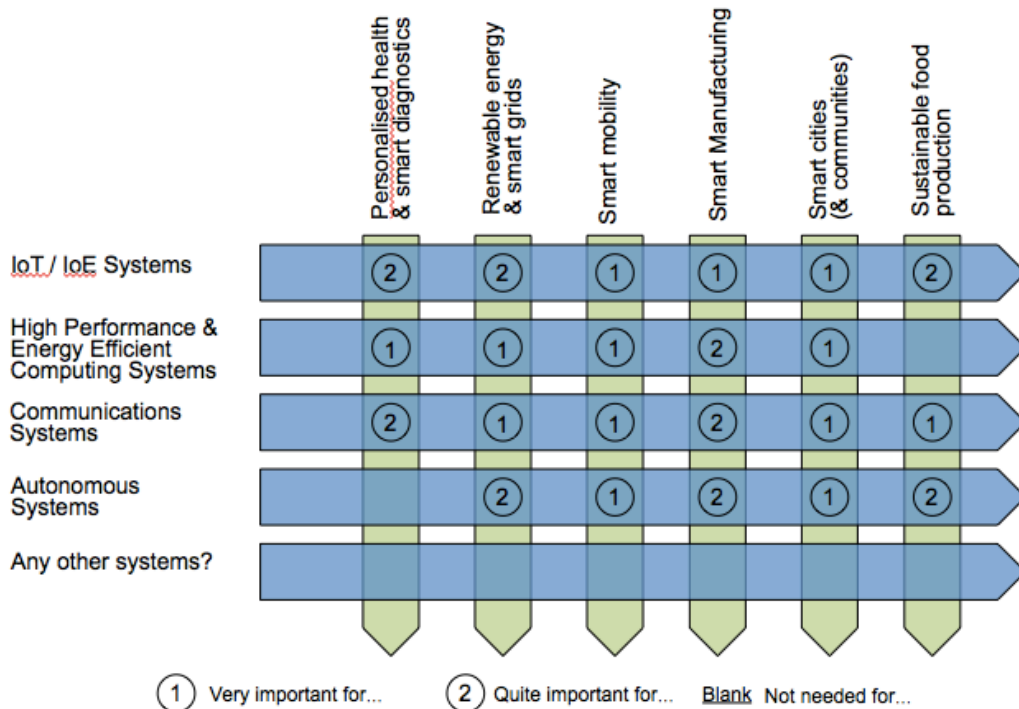 Personalised health
& smart diagnostics
Renewable energy
& smart grids
Smart mobility
Smart Manufacturing
Smart cities
(& communities)
Sustainable food
production
IoT / IoE Systems
2 2 1 1 1 2
High Performance &
Energy Efficient
Computing Systems
1 1 1 2 1
Communications
Systems
2 1 1 2 1 1
Autonomous
Systems
2 1 2 1 2
Any other systems?
1 Very important for... 2 Quite important for... Blank Not needed for...